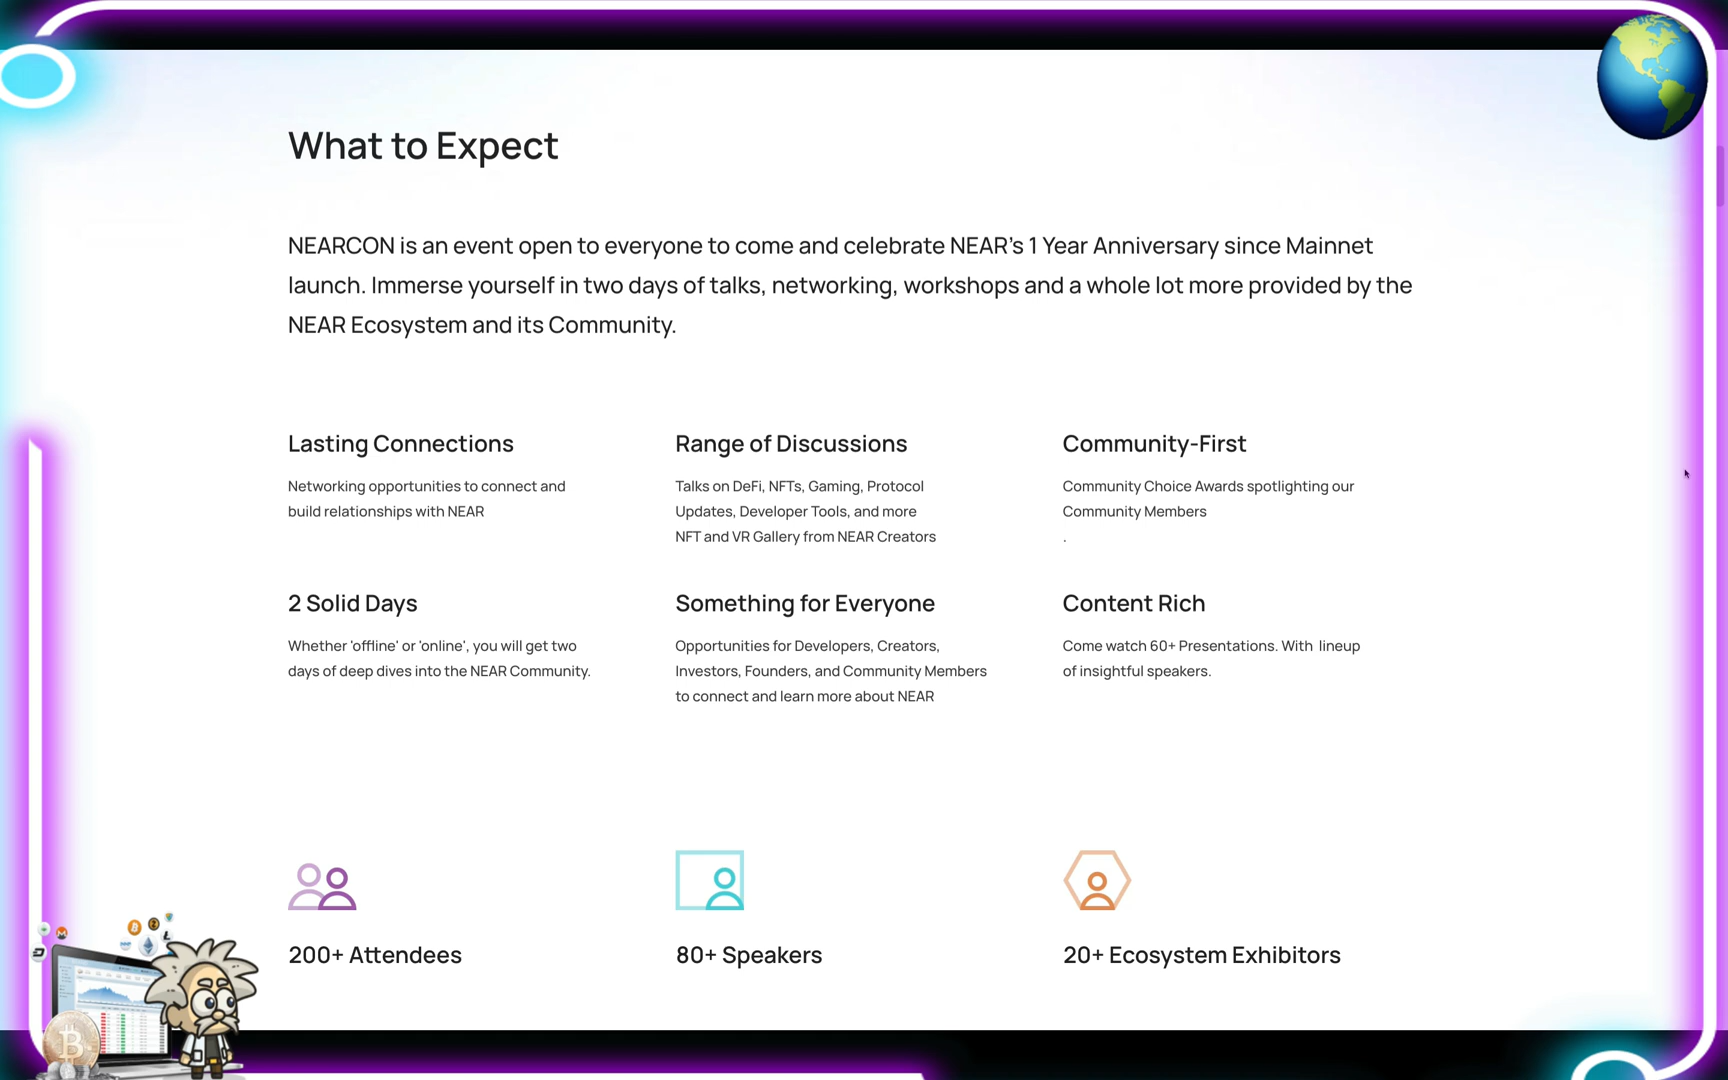 What to Expect
NEARCON is an event open to everyone to come and celebrate NEAR's 1 Year Anniversary since Mainnet
launch. Immerse yourself in two days of talks, networking, workshops and a whole lot more provided by the
NEAR Ecosystem and its Community.
Lasting Connections
Networking opportunities to connect and
build relationships with NEAR
Range of Discussions
Talks on DeFi, NFTs, Gaming, Protocol
Updates, Developer Tools, and more
NFT and VR Gallery from NEAR Creators
Community-First
Community Choice Awards spotlighting our
Community Members
.
2 Solid Days
Whether 'offline' or 'online', you will get two
days of deep dives into the NEAR Community.
Something for Everyone
Opportunities for Developers, Creators,
Investors, Founders, and Community Members
to connect and learn more about NEAR
Content Rich
Come watch 60+ Presentations. With  lineup
of insightful speakers.
200+ Attendees
80+ Speakers
20+ Ecosystem Exhibitors